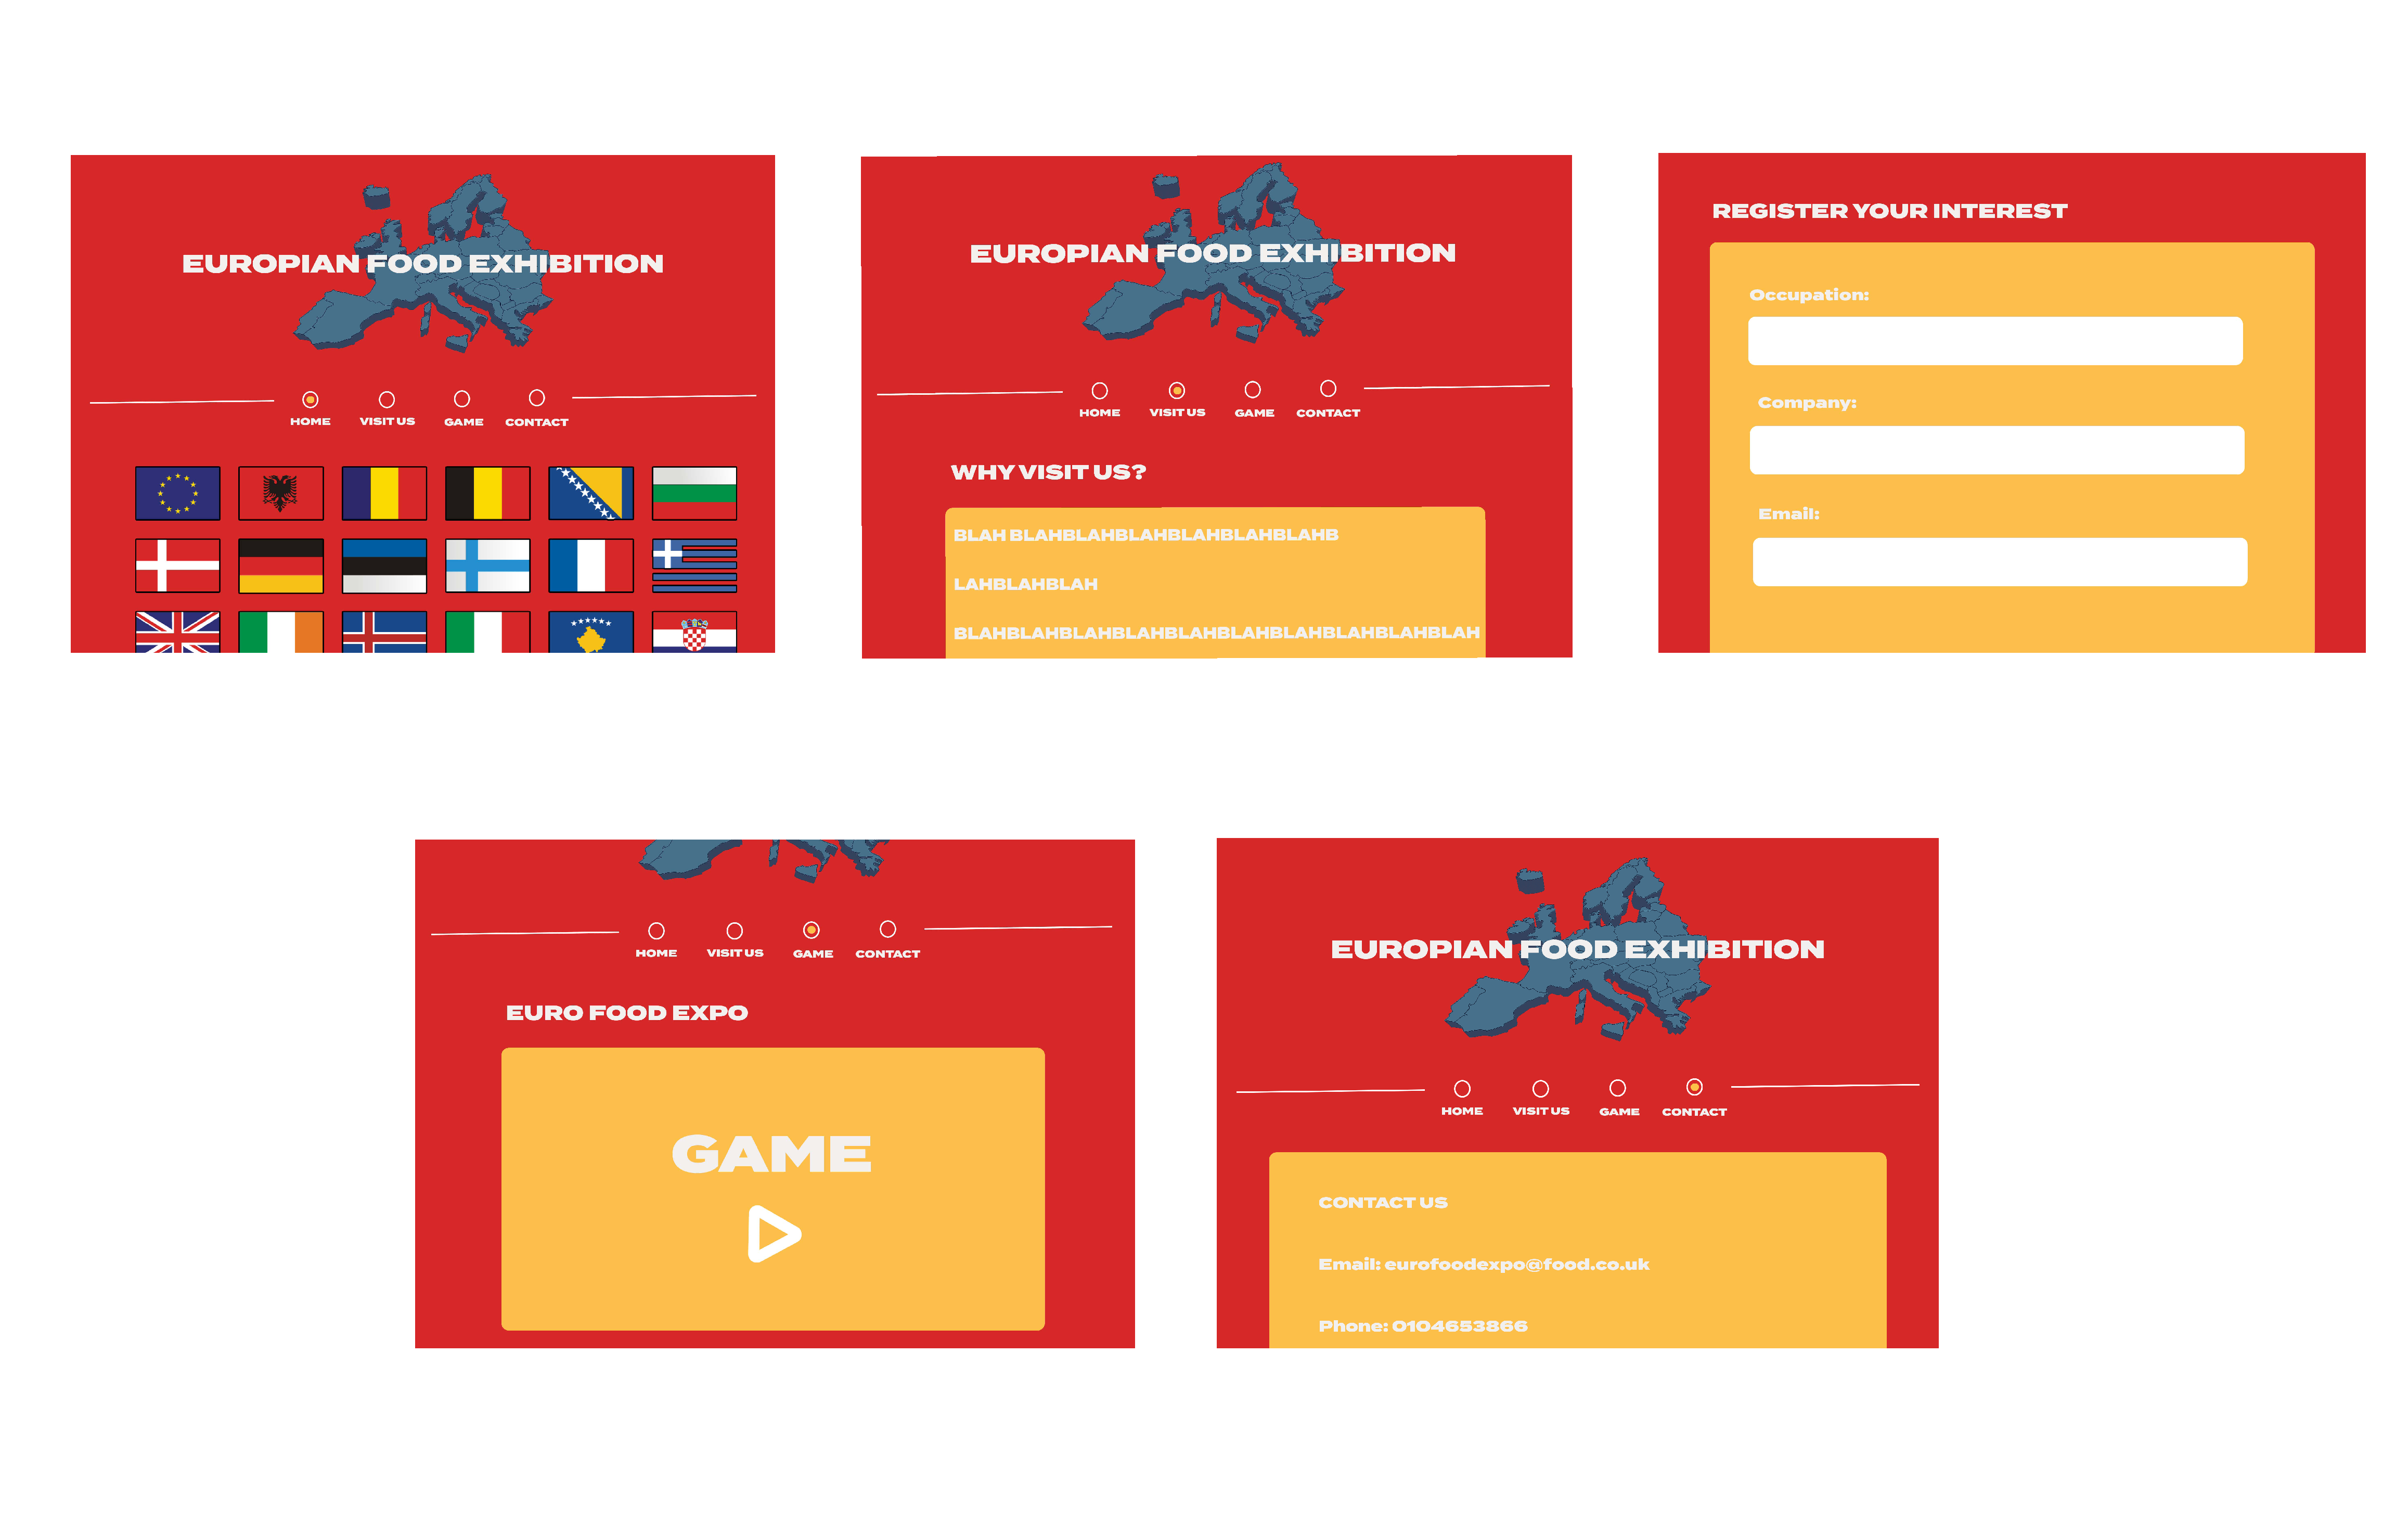 EUROPIAN FOOD EXHIBITION
HOME VISIT US GAME CONTACT
EUROPIAN FOOD EXHIBITION
HOME VISIT US GAME CONTACT
WHY VISIT US?
BLAH BLAHBLAHBLAHBLAHBLAHBLAHB
LAHBLAHBLAH
BLAHBLAHBLAHBLAHBLAHBLAHBLAHBLAHBLAHBLAH
REGISTER YOUR INTEREST
Occupation:
Company:
Email:
HOME VISIT US GAME CONTACT
EURO FOOD EXPO
GAME
EUROPIAN FOOD EXHIBITION
HOME VISIT US GAME CONTACT
CONTACT US
Email: eurofoodexpo@food.co.uk
Phone: 0104653866